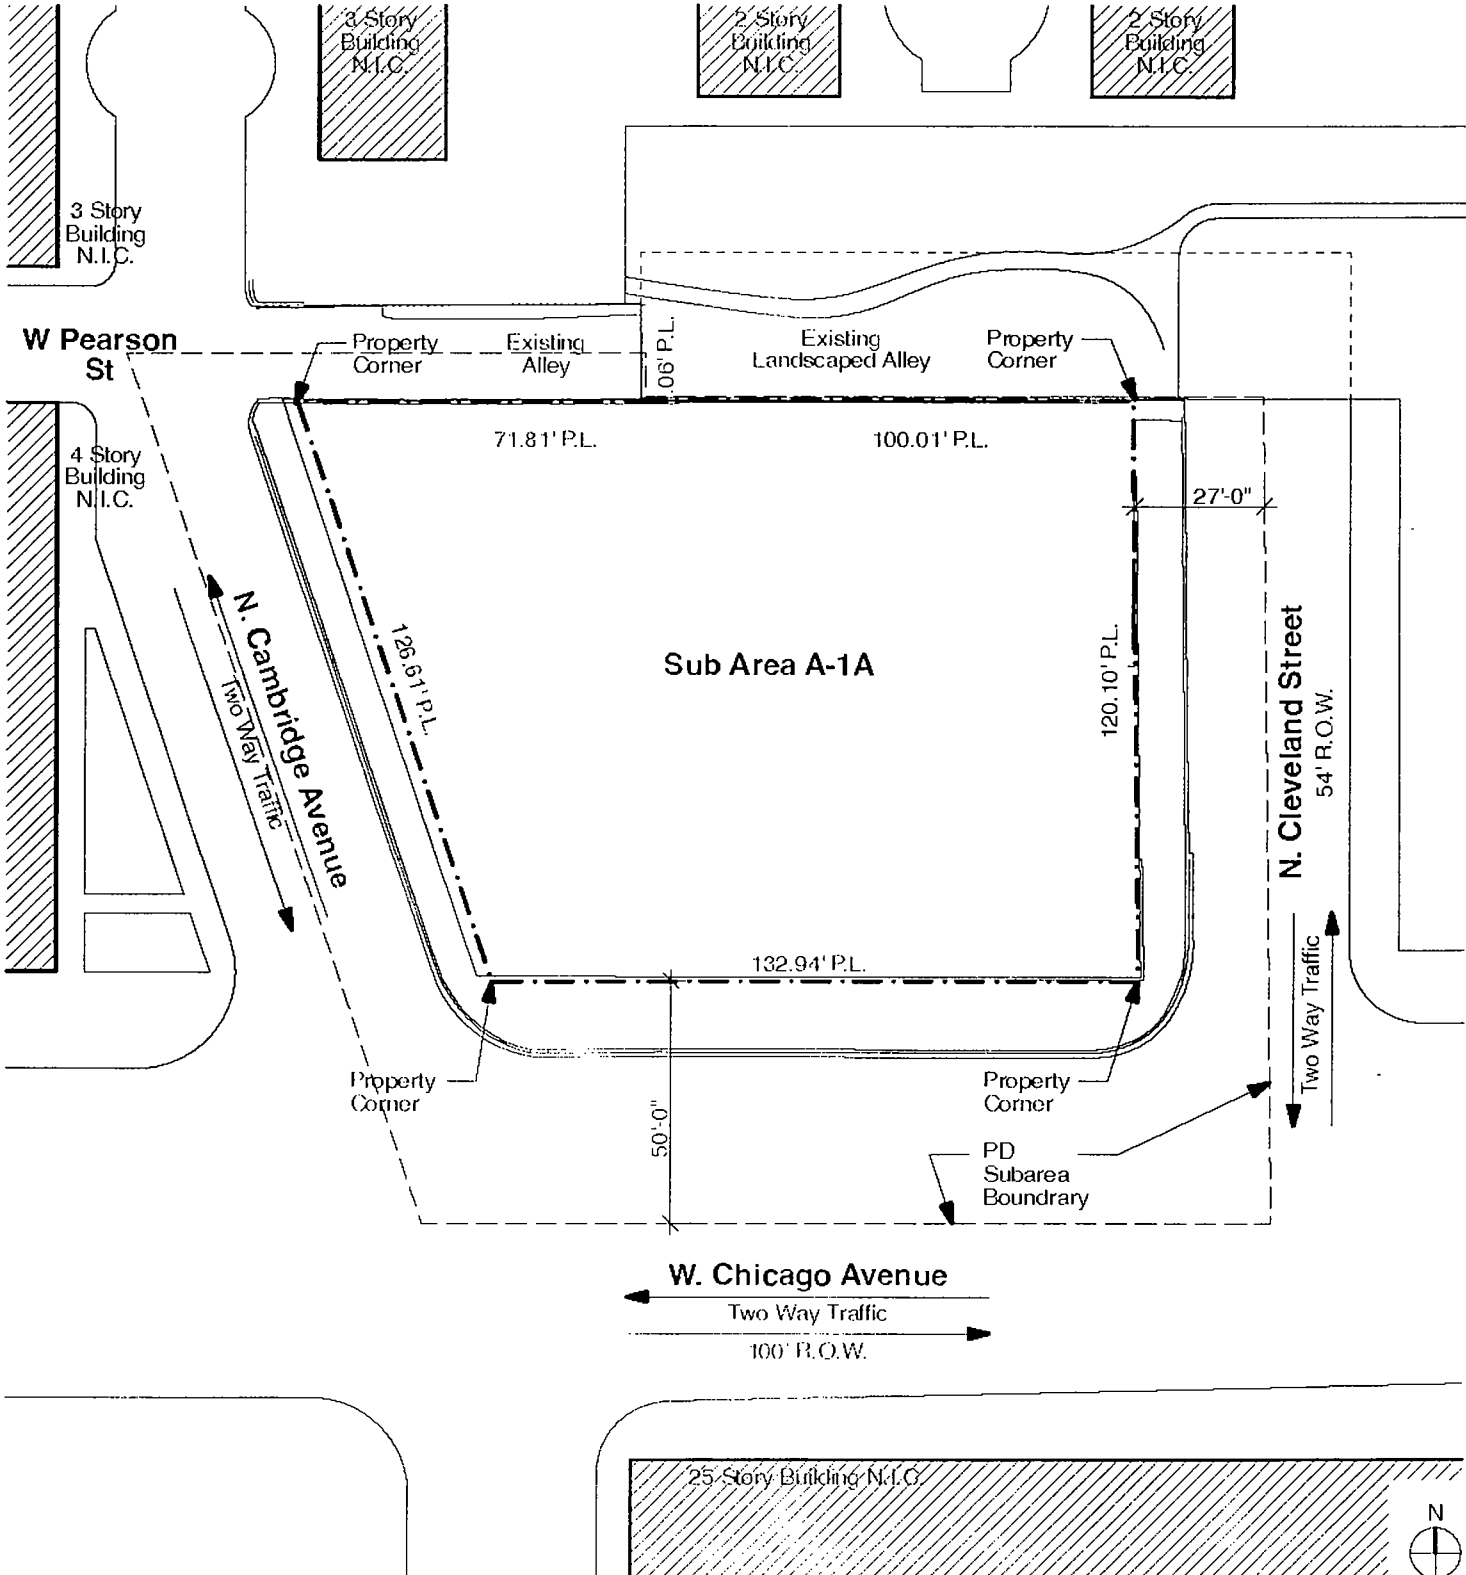 3 Story
Building
N.I.C.
2 Story
Building
N.I.C.
2 Story
Building
N.I.C.
3 Story
Building
N.I.C.
W Pearson
St
Property
Corner
Existing
Alley
.06' P.L.
Existing
Landscaped Alley
Property
Corner
71.81' P.L.
100.01' P.L.
4 Story
Building
N.I.C.
27'-0"
N. Cambridge Avenue
Two Way Traffic
126.61' P.L.
Sub Area A-1A
120.10' P.L.
N. Cleveland Street
54' R.O.W.
Two Way Traffic
132.94' P.L.
Property
Corner
50'-0"
Property
Corner
PD
Subarea
Boundrary
W. Chicago Avenue
Two Way Traffic
100' R.O.W.
25 Story Building N.I.C.
N